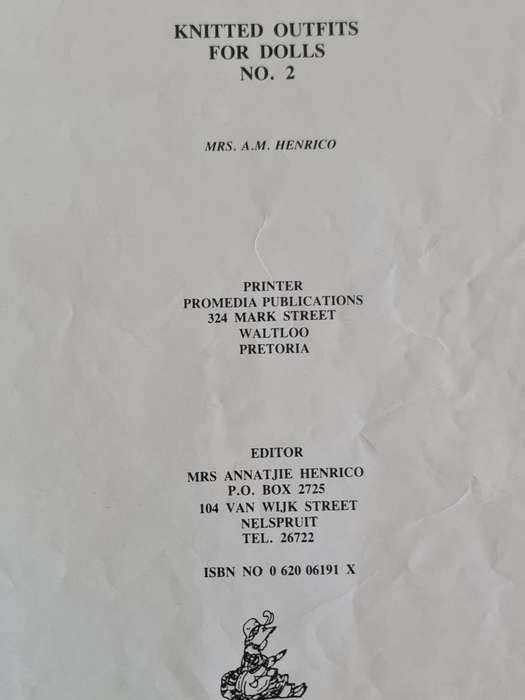 KNITTED OUTFITS
FOR DOLLS
NO. 2
MRS. A.M. HENRICO
PRINTER
PROMEDIA PUBLICATIONS
324 MARK STREET
WALTLOO
PRETORIA
EDITOR
MRS ANNATJIE HENRICO
P.O. BOX 2725
104 VAN WIJK STREET
NELSPRUIT
TEL. 26722
ISBN NO 0 620 06191 X